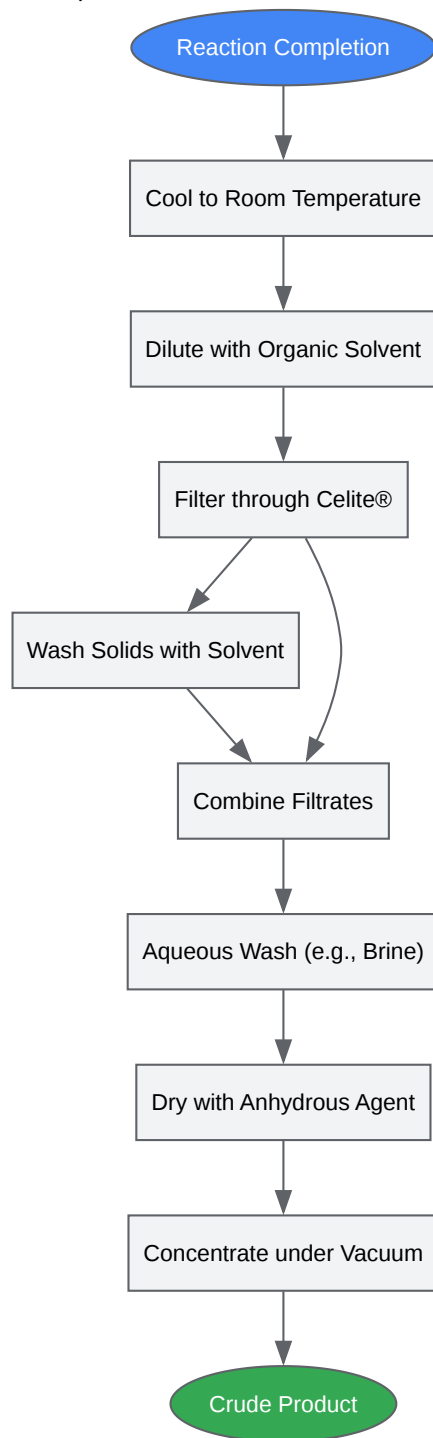 Reaction Completion
Cool to Room Temperature
Dilute with Organic Solvent
Filter through Celite®
Wash Solids with Solvent
Combine Filtrates
Aqueous Wash (e.g., Brine)
Dry with Anhydrous Agent
Concentrate under Vacuum
Crude Product